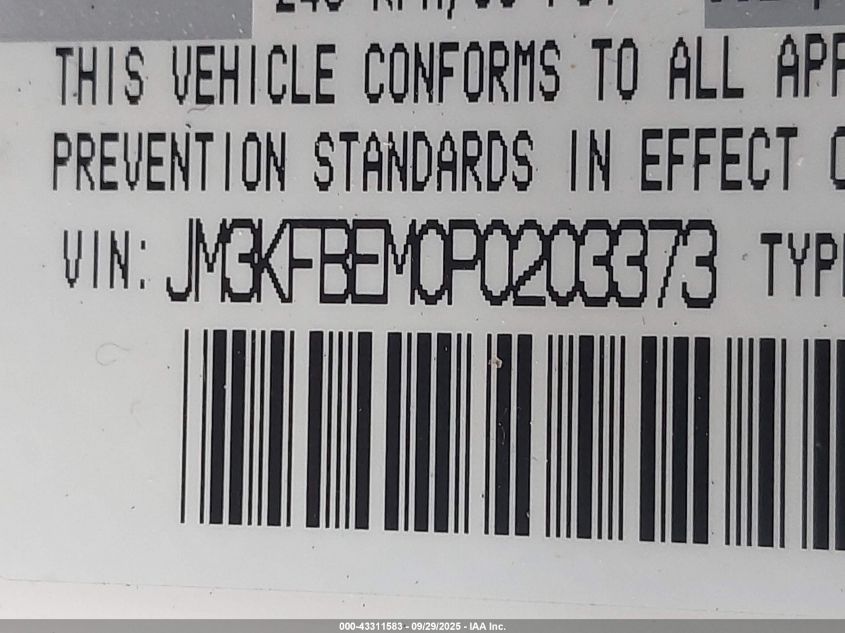 THIS VEHICLE CONFORMS TO ALL APP
PREVENTION STANDARDS IN EFFECT
VIN: JM3KFBEM0P0203373 TYP
000-43311583 - 09/29/2025 - IAA Inc.